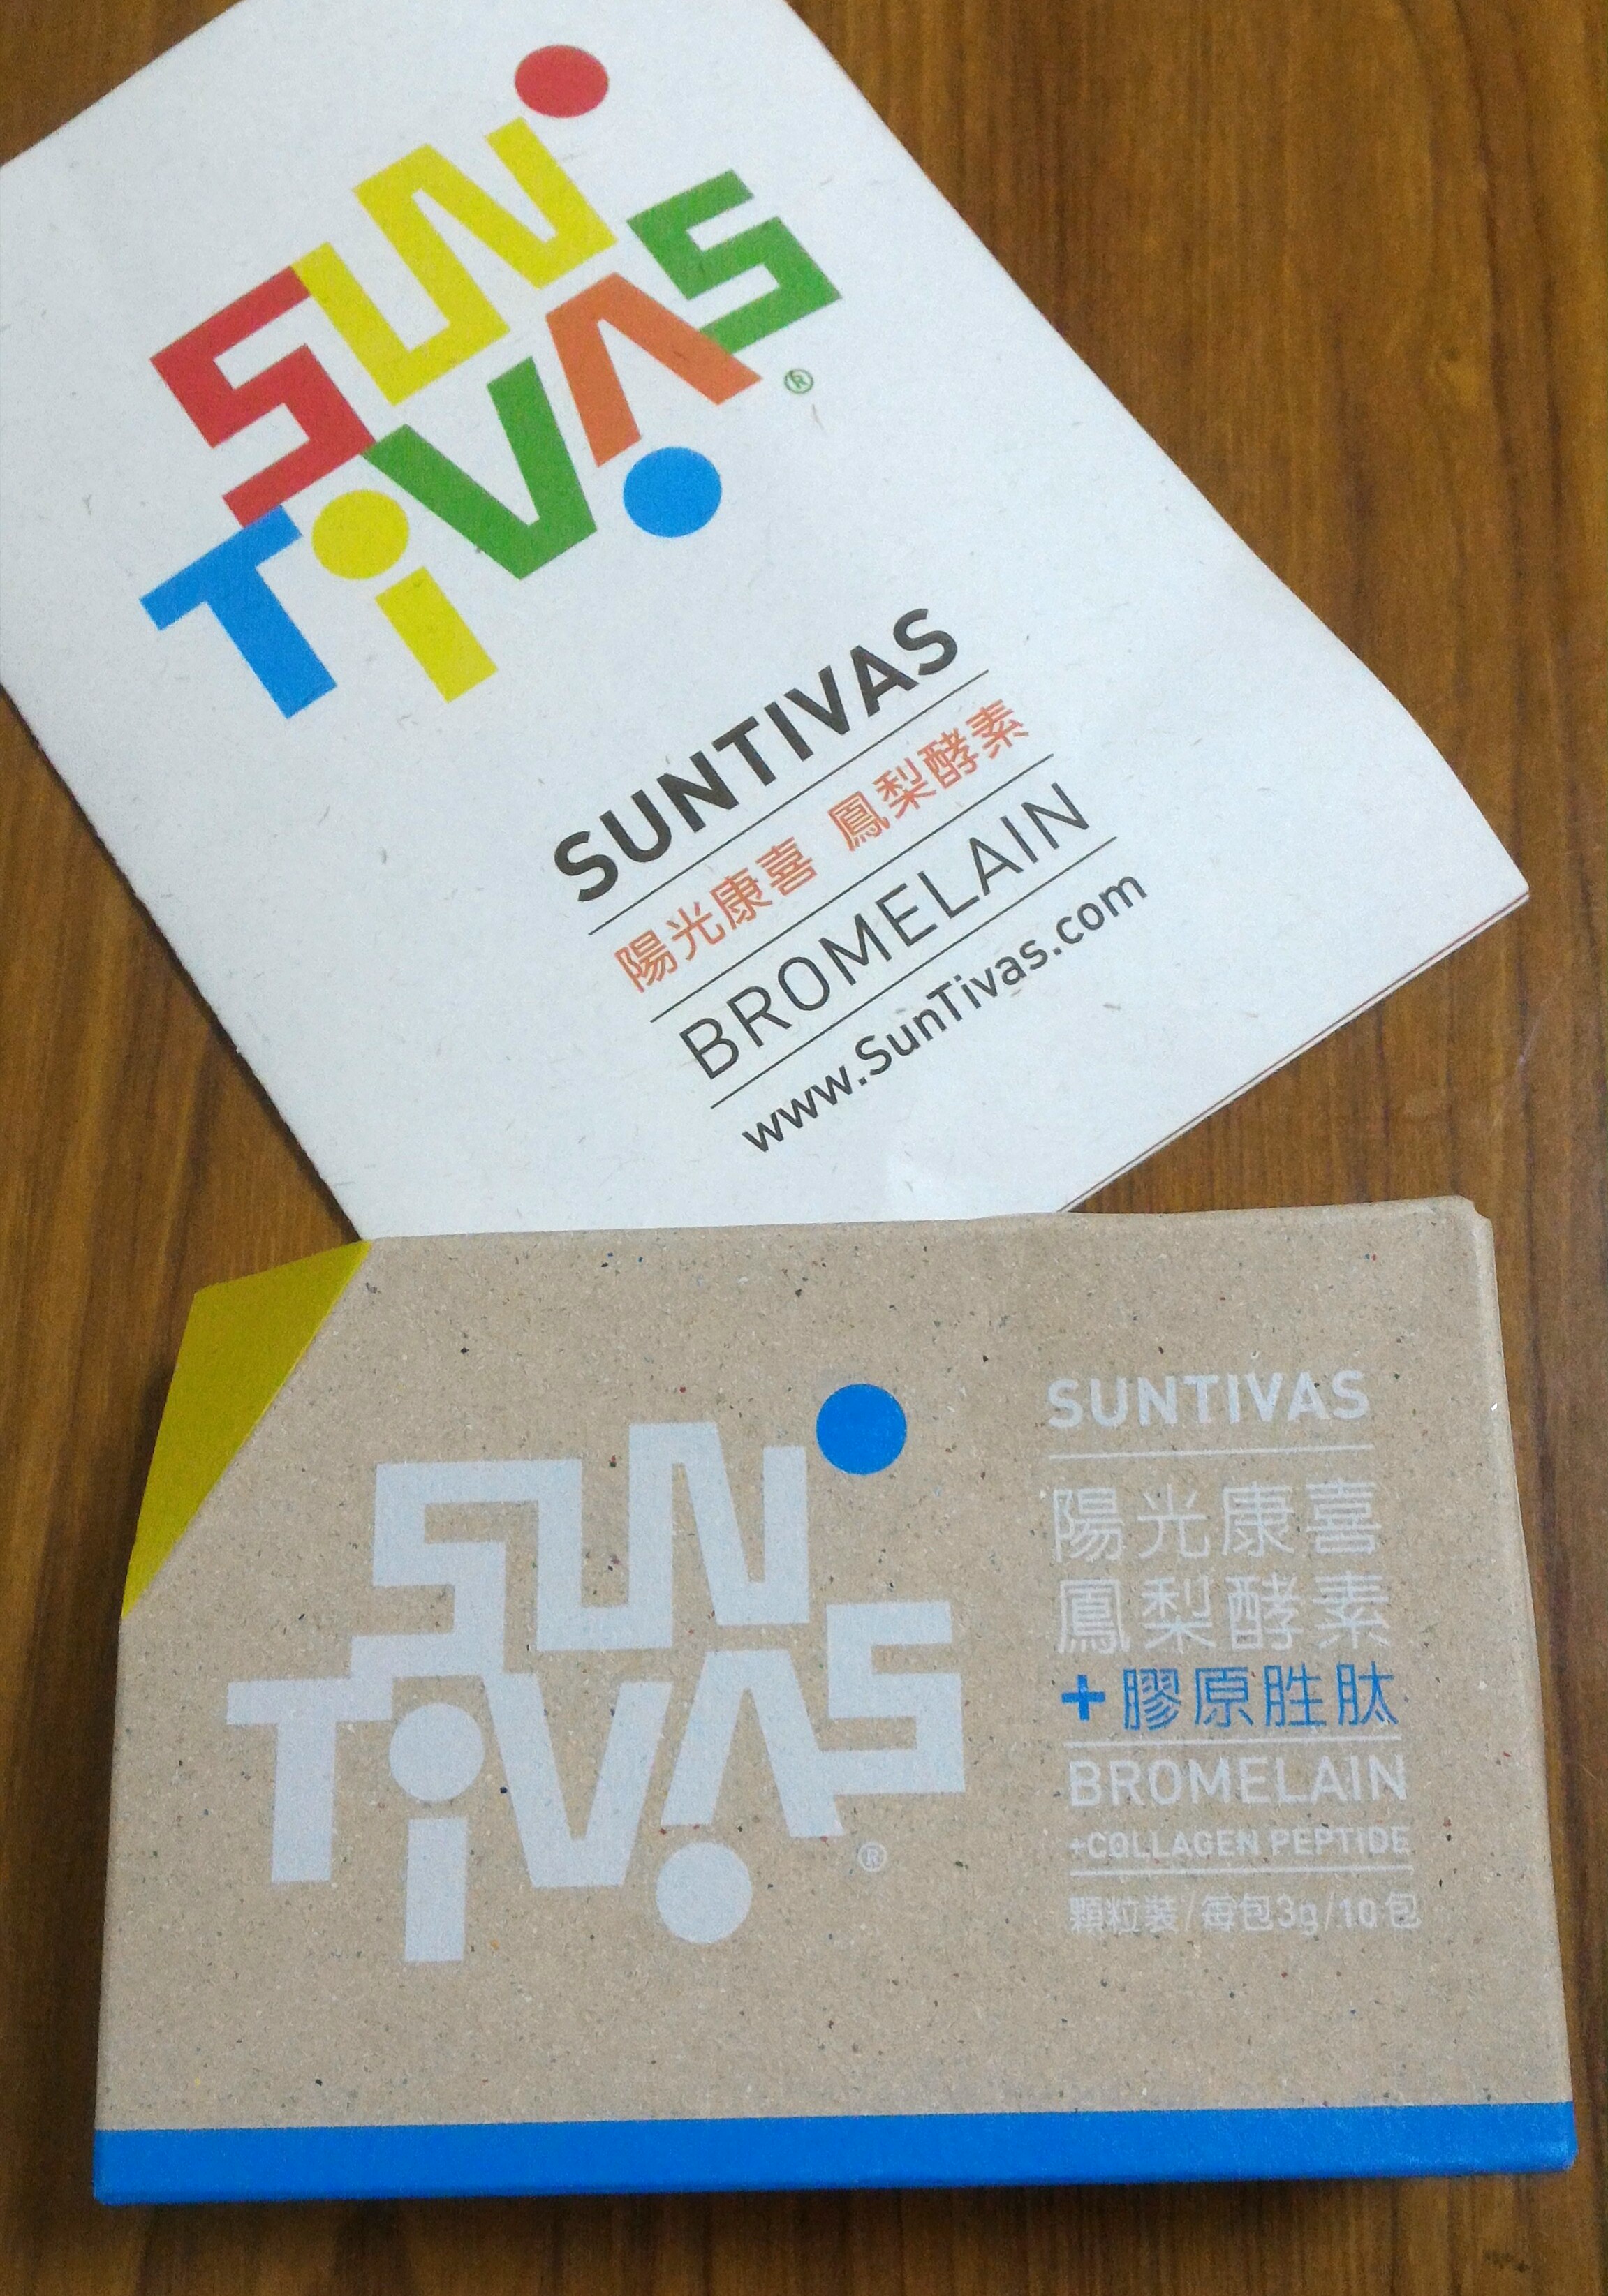 SUN
TiVAS®
SUNTIVAS
陽光康喜 鳳梨酵素
BROMELAIN
www.SunTivas.com
SUN
TiVAS®
SUNTIVAS
陽光康喜
鳳梨酵素
+膠原胜肽
BROMELAIN
+COLLAGEN PEPTIDE
顆粒裝/每包3g/10包